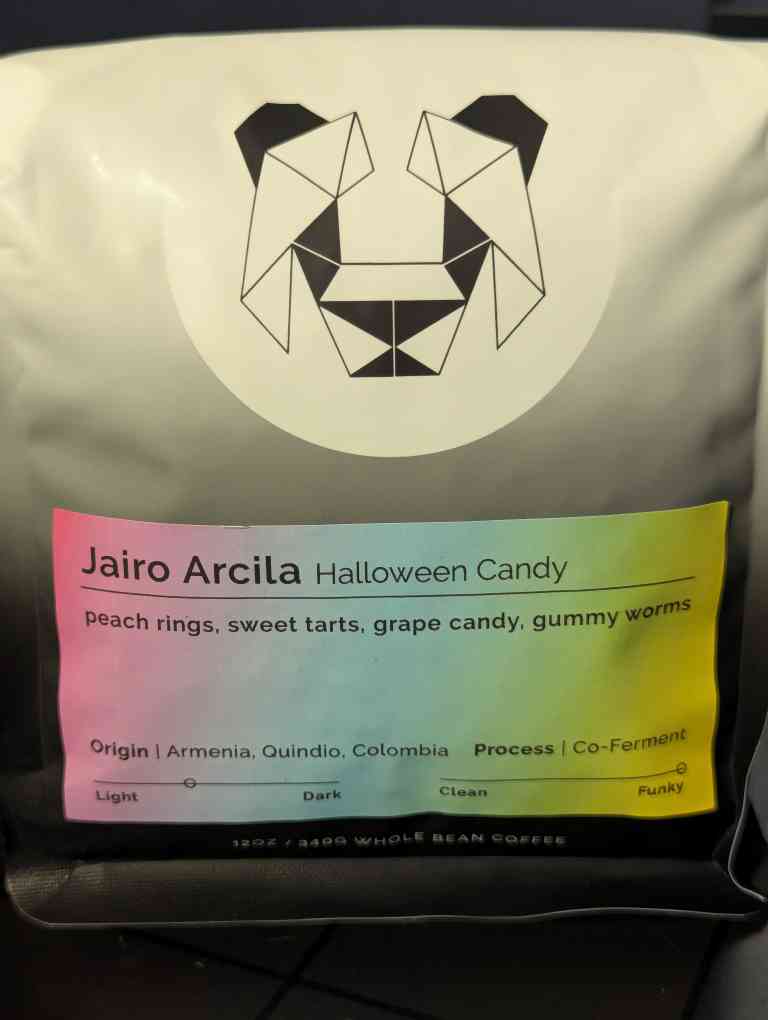 Jairo Arcila Halloween Candy
peach rings, sweet tarts, grape candy, gummy worms
Origin | Armenia, Quindio, Colombia Process | Co-Ferment
Light Dark Clean Funky
12OZ / 340G WHOLE BEAN COFFEE